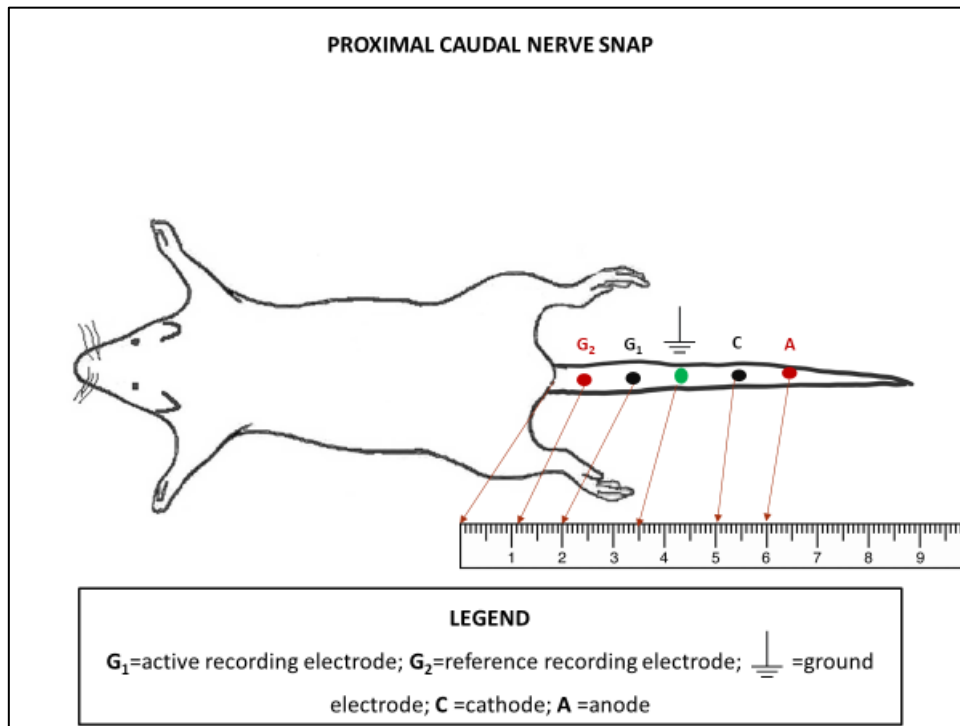 PROXIMAL CAUDAL NERVE SNAP
G₂ G₁ C A
1 2 3 4 5 6 7 8 9
LEGEND
G₁=active recording electrode; G₂=reference recording electrode; =ground
electrode; C =cathode; A =anode